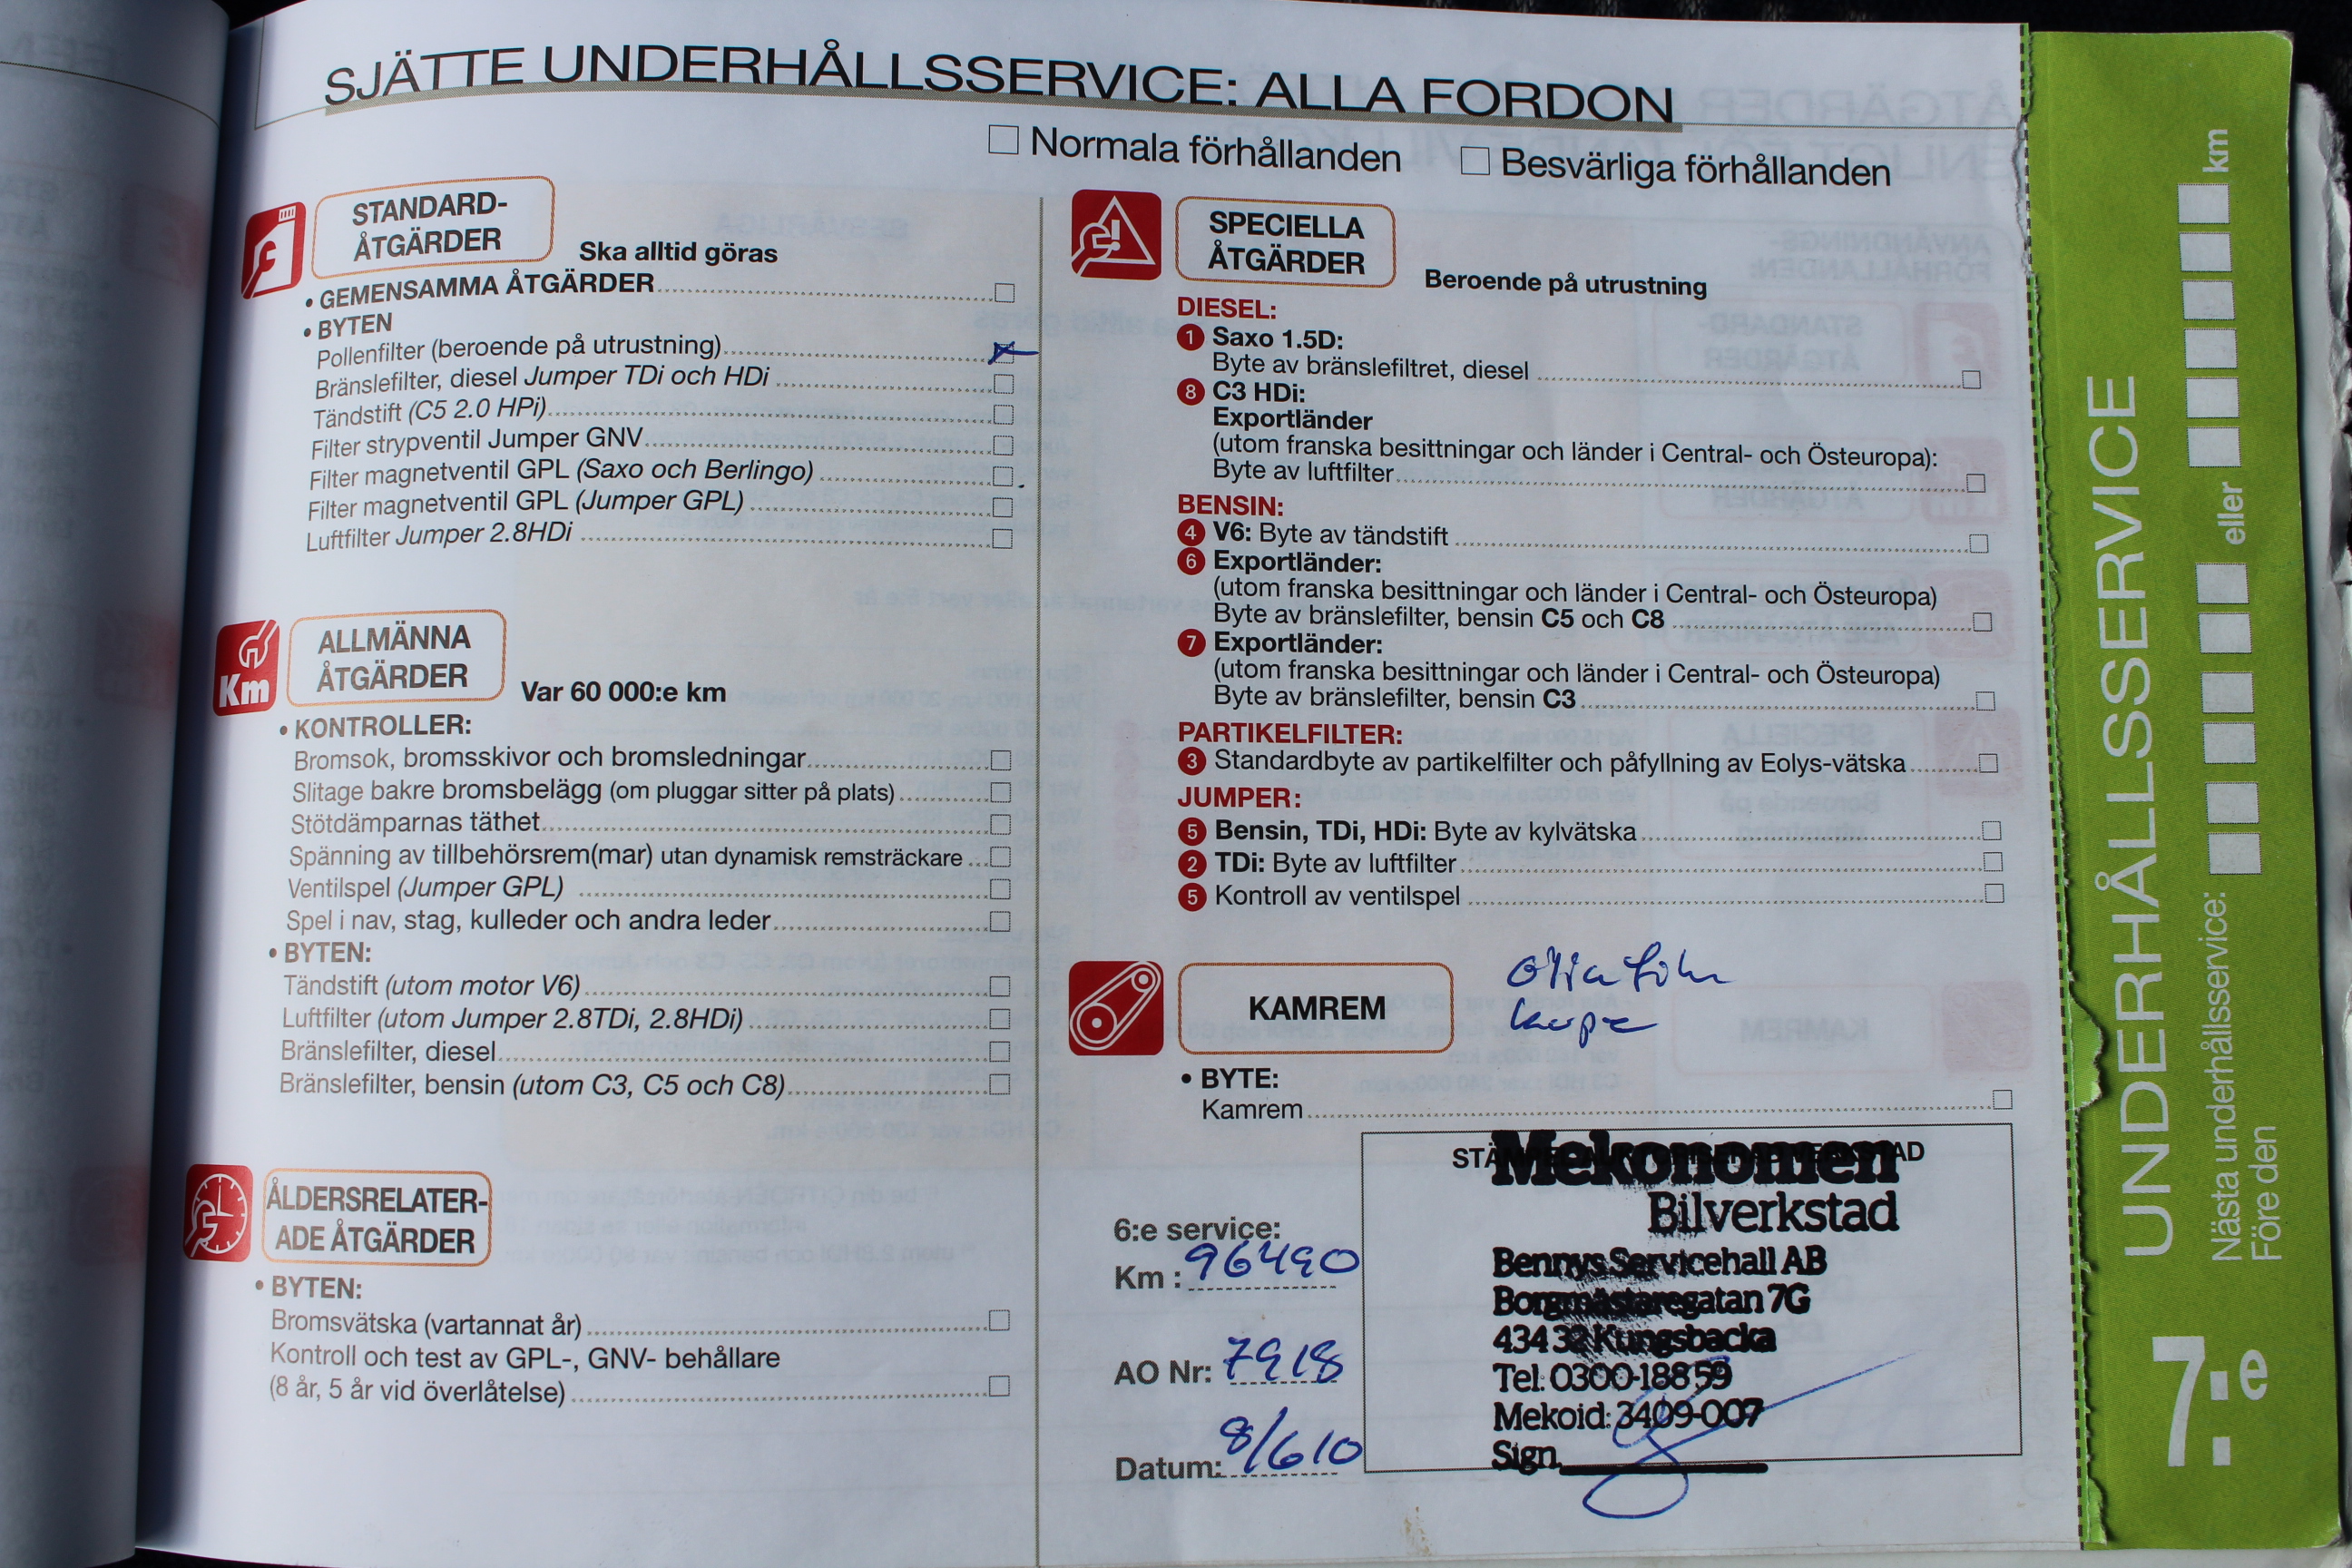 SJÄTTE UNDERHÅLLSSERVICE: ALLA FORDON
Normala förhållanden
Besvärliga förhållanden
STANDARD-
ÅTGÄRDER
Ska alltid göras
• GEMENSAMMA ÅTGÄRDER
• BYTEN
Pollenfilter (beroende på utrustning)
Bränslefilter, diesel Jumper TDi och HDi
Tändstift (C5 2.0 HPi)
Filter strypventil Jumper GNV
Filter magnetventil GPL (Saxo och Berlingo)
Filter magnetventil GPL (Jumper GPL)
Luftfilter Jumper 2.8HDi
Km
ALLMÄNNA
ÅTGÄRDER
Var 60 000:e km
• KONTROLLER:
Bromsok, bromsskivor och bromsledningar
Slitage bakre bromsbelägg (om pluggar sitter på plats)
Stötdämparnas täthet
Spänning av tillbehörsrem(mar) utan dynamisk remsträckare
Ventilspel (Jumper GPL)
Spel i nav, stag, kulleder och andra leder
• BYTEN:
Tändstift (utom motor V6)
Luftfilter (utom Jumper 2.8TDi, 2.8HDi)
Bränslefilter, diesel
Bränslefilter, bensin (utom C3, C5 och C8)
ÅLDERSRELATER-
ADE ÅTGÄRDER
• BYTEN:
Bromsvätska (vartannat år)
Kontroll och test av GPL-, GNV- behållare
(8 år, 5 år vid överlåtelse)
SPECIELLA
ÅTGÄRDER
Beroende på utrustning
DIESEL:
1 Saxo 1.5D:
Byte av bränslefiltret, diesel
8 C3 HDi:
Exportländer
(utom franska besittningar och länder i Central- och Östeuropa):
Byte av luftfilter
BENSIN:
4 V6: Byte av tändstift
6 Exportländer:
(utom franska besittningar och länder i Central- och Östeuropa)
Byte av bränslefilter, bensin C5 och C8
7 Exportländer:
(utom franska besittningar och länder i Central- och Östeuropa)
Byte av bränslefilter, bensin C3
PARTIKELFILTER:
3 Standardbyte av partikelfilter och påfyllning av Eolys-vätska
JUMPER:
5 Bensin, TDi, HDi: Byte av kylvätska
2 TDi: Byte av luftfilter
5 Kontroll av ventilspel
KAMREM
• BYTE:
Kamrem
6:e service:
Km : 96490
AO Nr: 7918
Datum: 8/610
Mekonomen
Bilverkstad
Bennys Servicehall AB
Borgmästaregatan 7G
434 32 Kungsbacka
Tel: 0300-188 59
Mekoid: 3409-007
Sign.
7:e UNDERHÅLLSSERVICE
Nästa underhållsservice:
Före den
eller
km